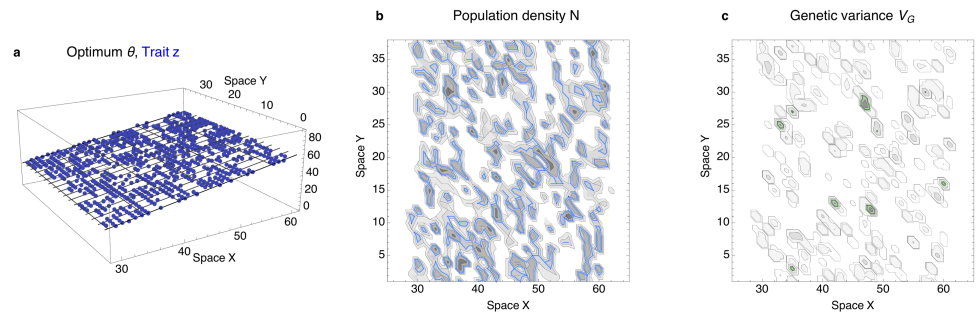 a
Optimum θ, Trait z
Space Y
30
20
10
0
80
60
40
20
0
60
50
40
30
Space X
b
Population density N
35
30
25
20
15
10
5
Space Y
30 35 40 45 50 55 60
Space X
c
Genetic variance V_G
35
30
25
20
15
10
5
Space Y
30 35 40 45 50 55 60
Space X